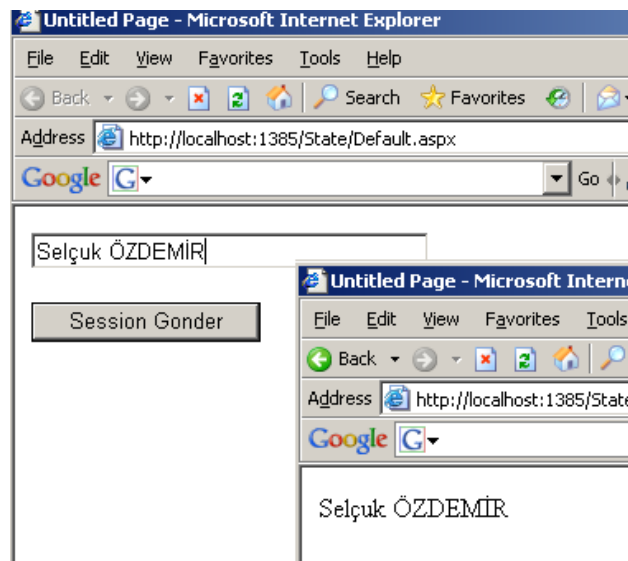 Untitled Page - Microsoft Internet Explorer
File Edit View Favorites Tools Help
Back Search Favorites
Address http://localhost:1385/State/Default.aspx
Google G Go
Selçuk ÖZDEMİR
Session Gonder
Untitled Page - Microsoft Intern
File Edit View Favorites Tools
Back
Address http://localhost:1385/State
Google G
Selçuk ÖZDEMİR